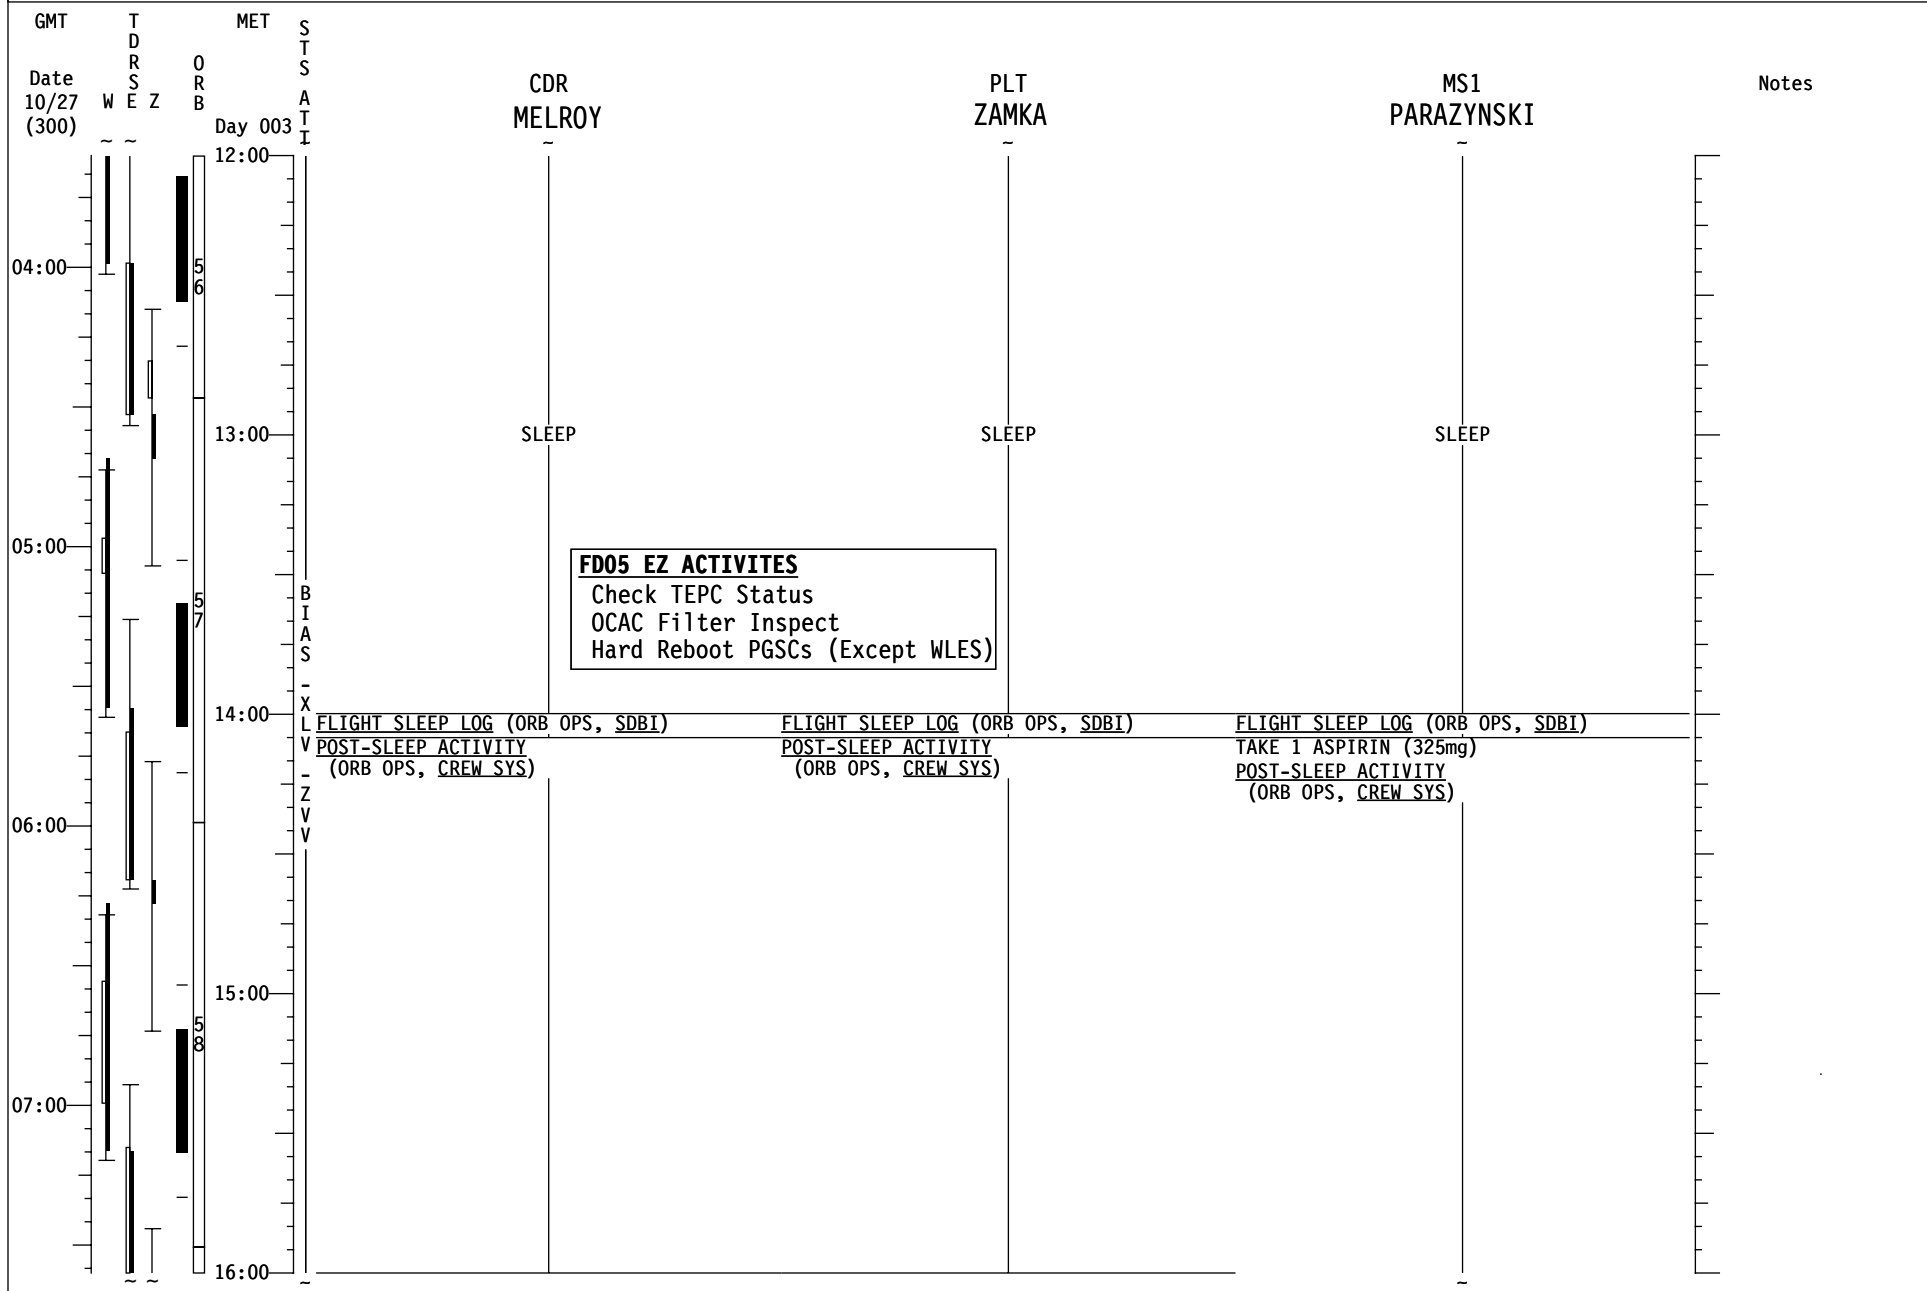 GMT
TDRS
MET
STS ATT
ORB
Date
10/27
(300)
W E Z
Day 003
CDR
MELROY
PLT
ZAMKA
MS1
PARAZYNSKI
Notes
~ ~ ~ ~ ~ ~
12:00
04:00
56
13:00
SLEEP
SLEEP
SLEEP
05:00
FD05 EZ ACTIVITES
Check TEPC Status
OCAC Filter Inspect
Hard Reboot PGSCs (Except WLES)
57
BIAS -XLV -ZVV
14:00
FLIGHT SLEEP LOG (ORB OPS, SDBI)
FLIGHT SLEEP LOG (ORB OPS, SDBI)
FLIGHT SLEEP LOG (ORB OPS, SDBI)
POST-SLEEP ACTIVITY
(ORB OPS, CREW SYS)
POST-SLEEP ACTIVITY
(ORB OPS, CREW SYS)
TAKE 1 ASPIRIN (325mg)
POST-SLEEP ACTIVITY
(ORB OPS, CREW SYS)
06:00
15:00
58
07:00
16:00
~ ~ ~ ~